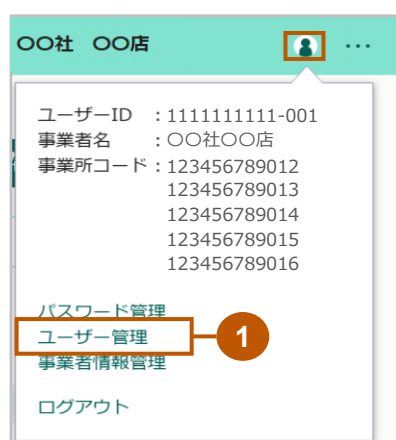 〇〇社　〇〇店
…
ユーザーID　：1111111111-001
事業者名　　：〇〇社〇〇店
事業所コード：123456789012
123456789013
123456789014
123456789015
123456789016
パスワード管理
ユーザー管理
1
事業者情報管理
ログアウト